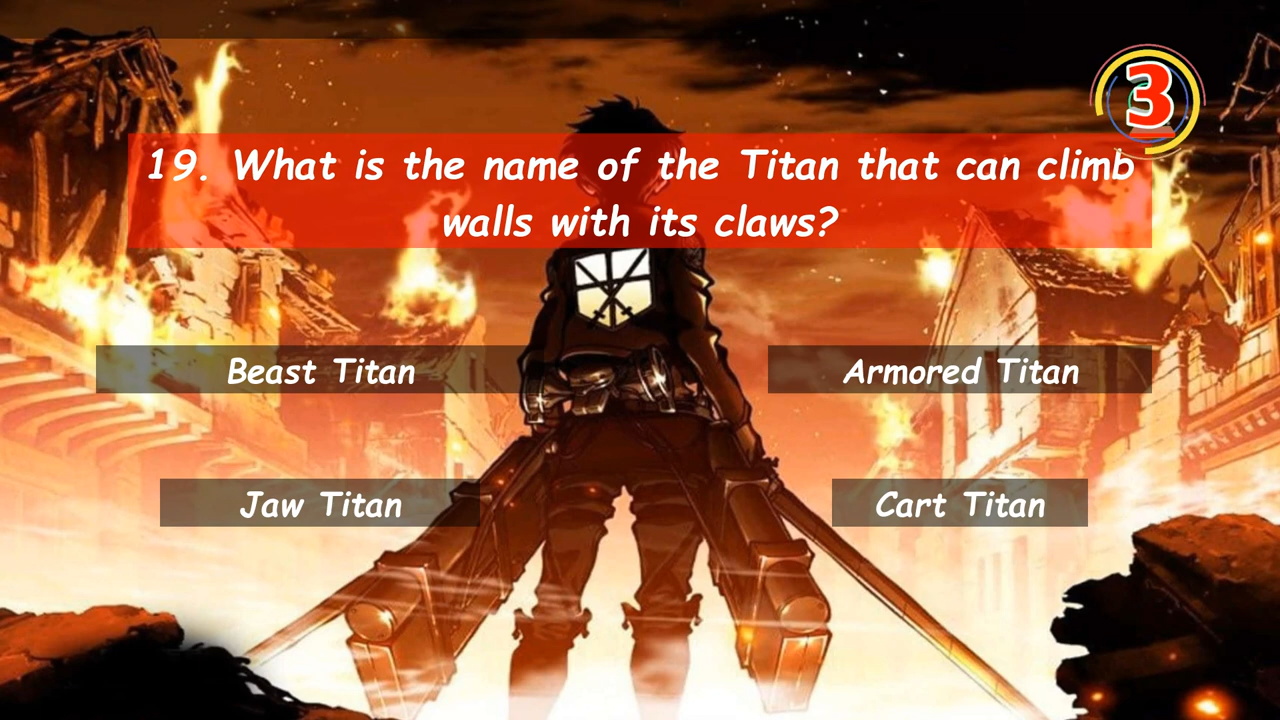 3
19. What is the name of the Titan that can climb
walls with its claws?
Beast Titan
Armored Titan
Jaw Titan
Cart Titan